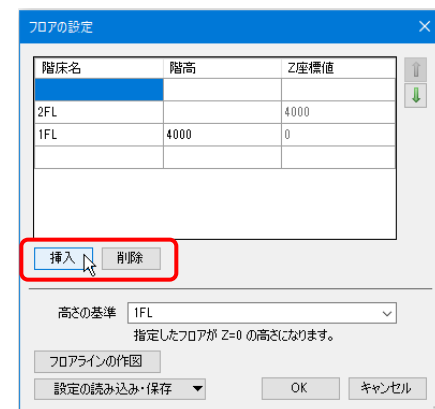 フロアの設定
階床名 階高 Z座標値
2FL 4000
1FL 4000 0
挿入 削除
高さの基準 1FL
指定したフロアが Z=0 の高さになります。
フロアラインの作図
設定の読み込み・保存 OK キャンセル